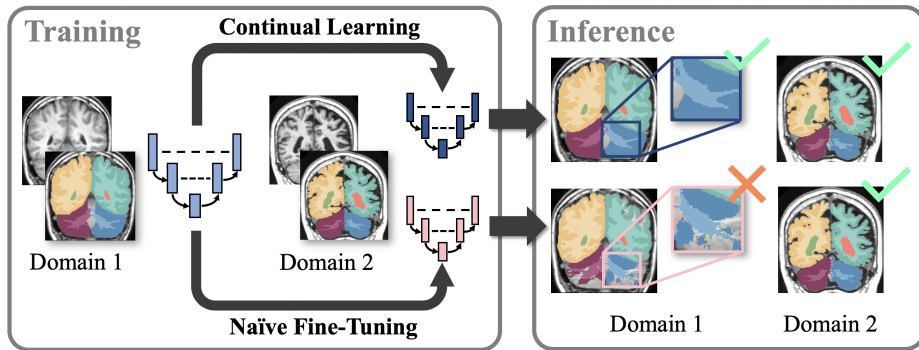 Training
Continual Learning
Domain 1
Domain 2
Naïve Fine-Tuning
Inference
Domain 1
Domain 2